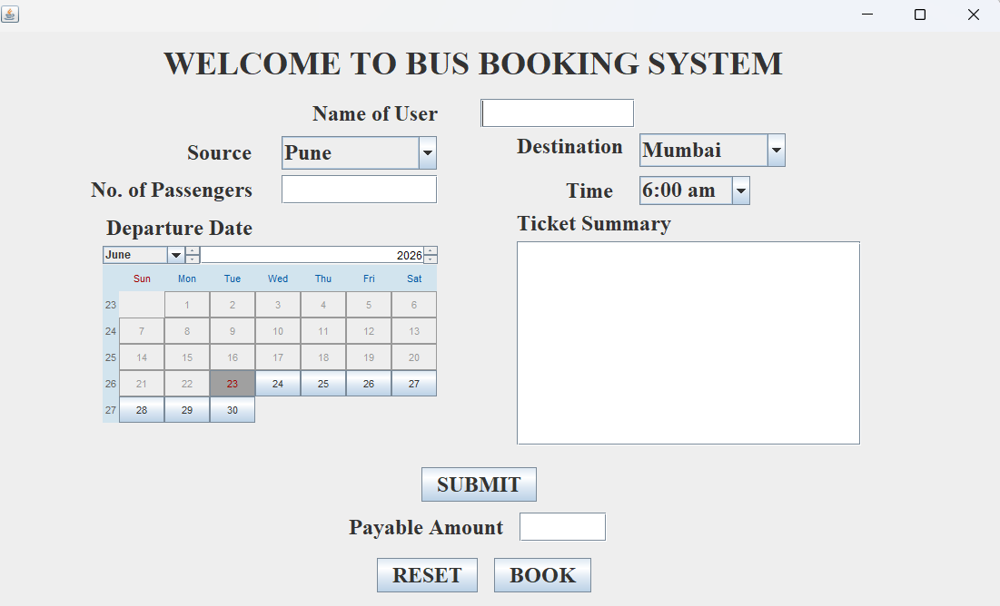 WELCOME TO BUS BOOKING SYSTEM
Name of User
Source Pune Destination Mumbai
No. of Passengers Time 6:00 am
Departure Date Ticket Summary
June 2026
Sun Mon Tue Wed Thu Fri Sat
23 1 2 3 4 5 6
24 7 8 9 10 11 12 13
25 14 15 16 17 18 19 20
26 21 22 23 24 25 26 27
27 28 29 30
SUBMIT
Payable Amount
RESET BOOK